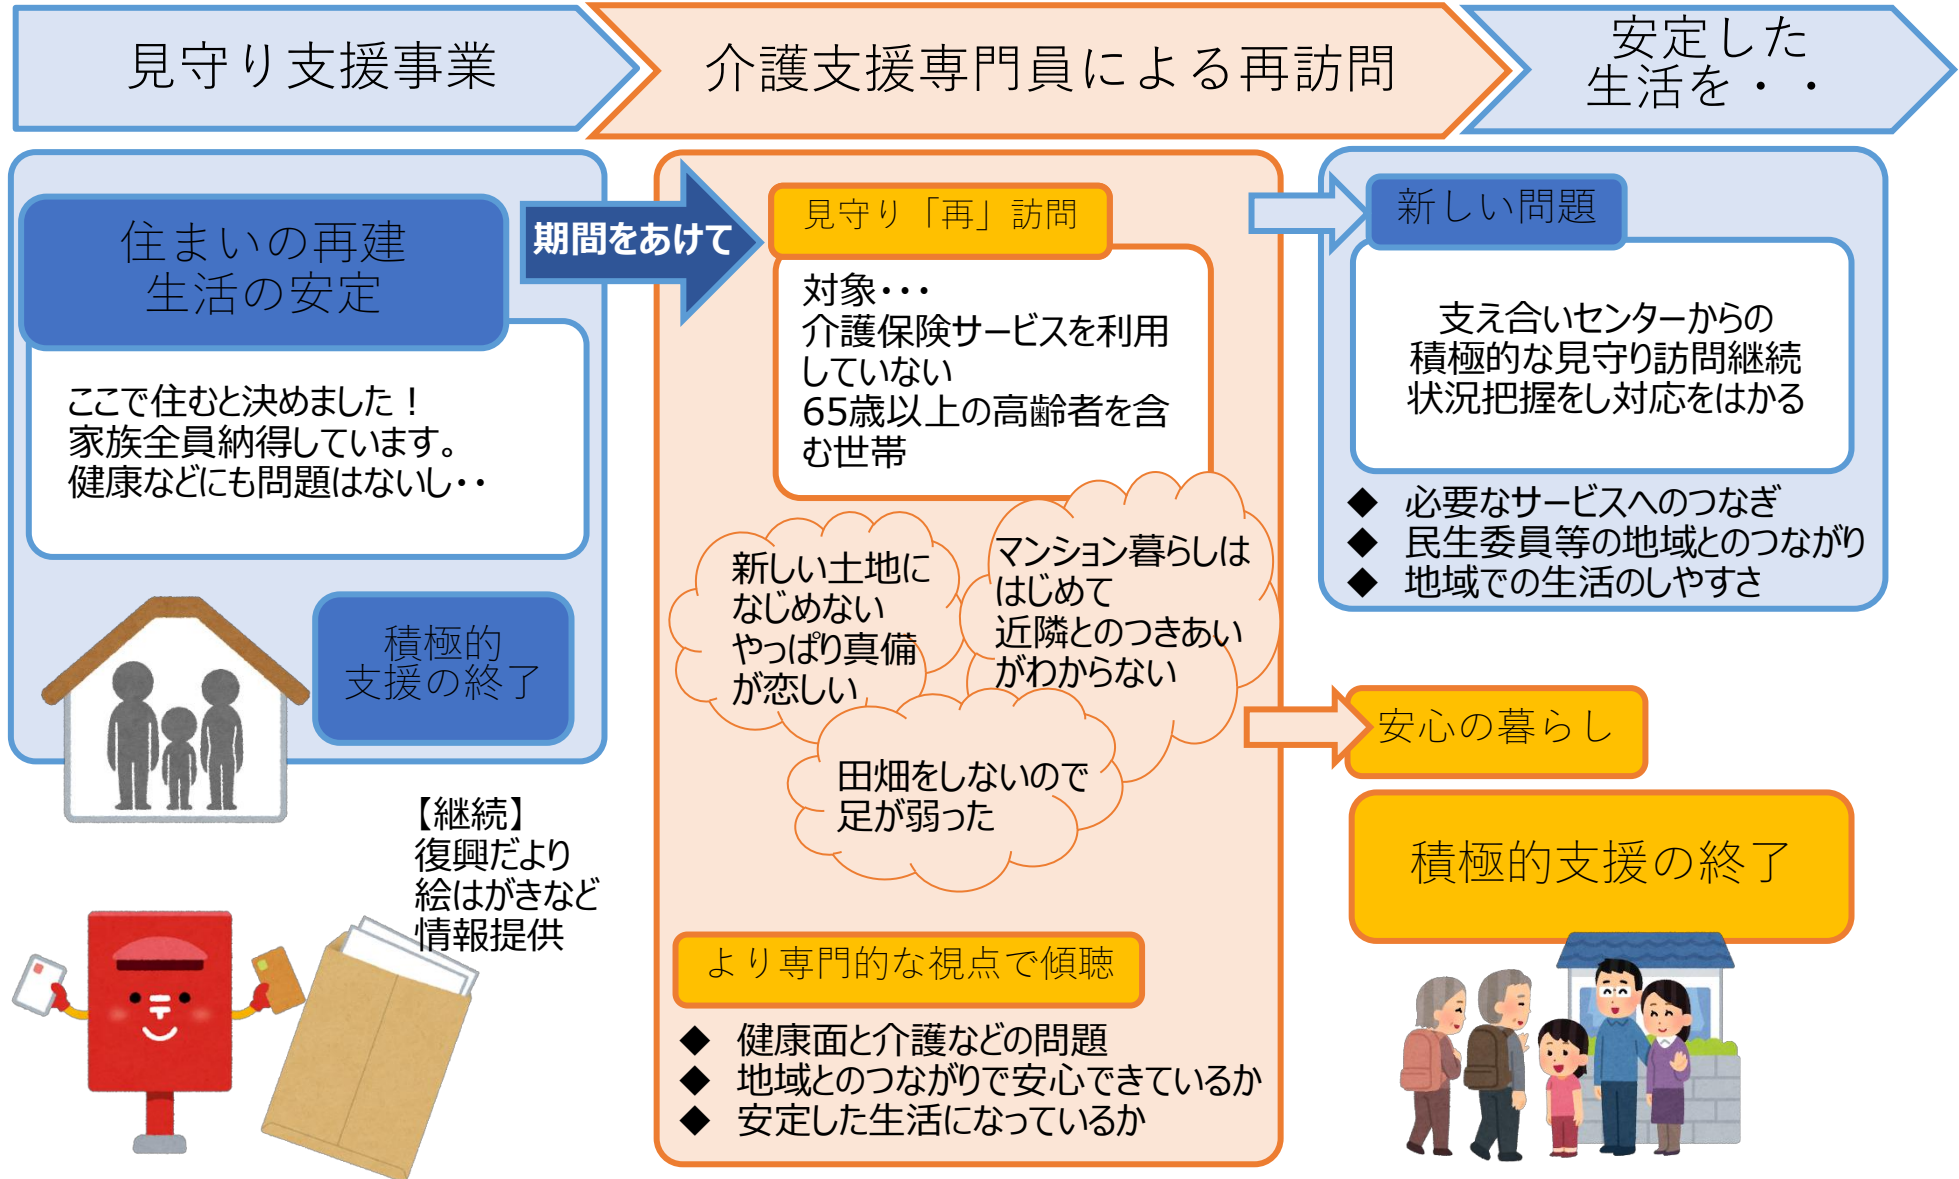 見守り支援事業
介護支援専門員による再訪問
安定した
生活を・・
住まいの再建
生活の安定
ここで住むと決めました！
家族全員納得しています。
健康などにも問題はないし・・
積極的
支援の終了
【継続】
復興だより
絵はがきなど
情報提供
期間をあけて
見守り「再」訪問
対象・・・
介護保険サービスを利用
していない
65歳以上の高齢者を含
む世帯
新しい土地に
なじめない
やっぱり真備
が恋しい
マンション暮らしは
はじめて
近隣とのつきあい
がわからない
田畑をしないので
足が弱った
より専門的な視点で傾聴
◆ 健康面と介護などの問題
◆ 地域とのつながりで安心できているか
◆ 安定した生活になっているか
新しい問題
支え合いセンターからの
積極的な見守り訪問継続
状況把握をし対応をはかる
◆ 必要なサービスへのつなぎ
◆ 民生委員等の地域とのつながり
◆ 地域での生活のしやすさ
安心の暮らし
積極的支援の終了